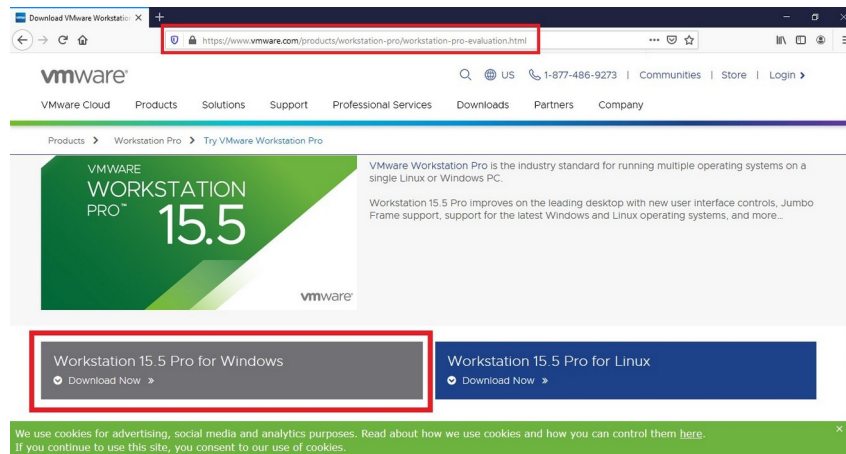 Download VMware Workstation
https://www.vmware.com/products/workstation-pro/workstation-pro-evaluation.html
vmware
US
1-877-486-9273 | Communities | Store | Login
VMware Cloud Products Solutions Support Professional Services Downloads Partners Company
Products Workstation Pro Try VMware Workstation Pro
VMWARE
WORKSTATION
PRO™ 15.5
vmware
VMware Workstation Pro is the industry standard for running multiple operating systems on a
single Linux or Windows PC.
Workstation 15.5 Pro improves on the leading desktop with new user interface controls, Jumbo
Frame support, support for the latest Windows and Linux operating systems, and more...
Workstation 15.5 Pro for Windows
Download Now »
Workstation 15.5 Pro for Linux
Download Now »
We use cookies for advertising, social media and analytics purposes. Read about how we use cookies and how you can control them here.
If you continue to use this site, you consent to our use of cookies.